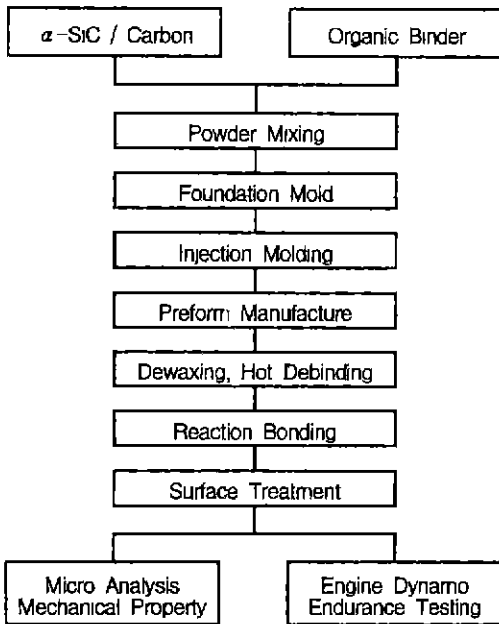 α-SiC / Carbon
Organic Binder
Powder Mixing
Foundation Mold
Injection Molding
Preform Manufacture
Dewaxing, Hot Debinding
Reaction Bonding
Surface Treatment
Micro Analysis
Mechanical Property
Engine Dynamo
Endurance Testing